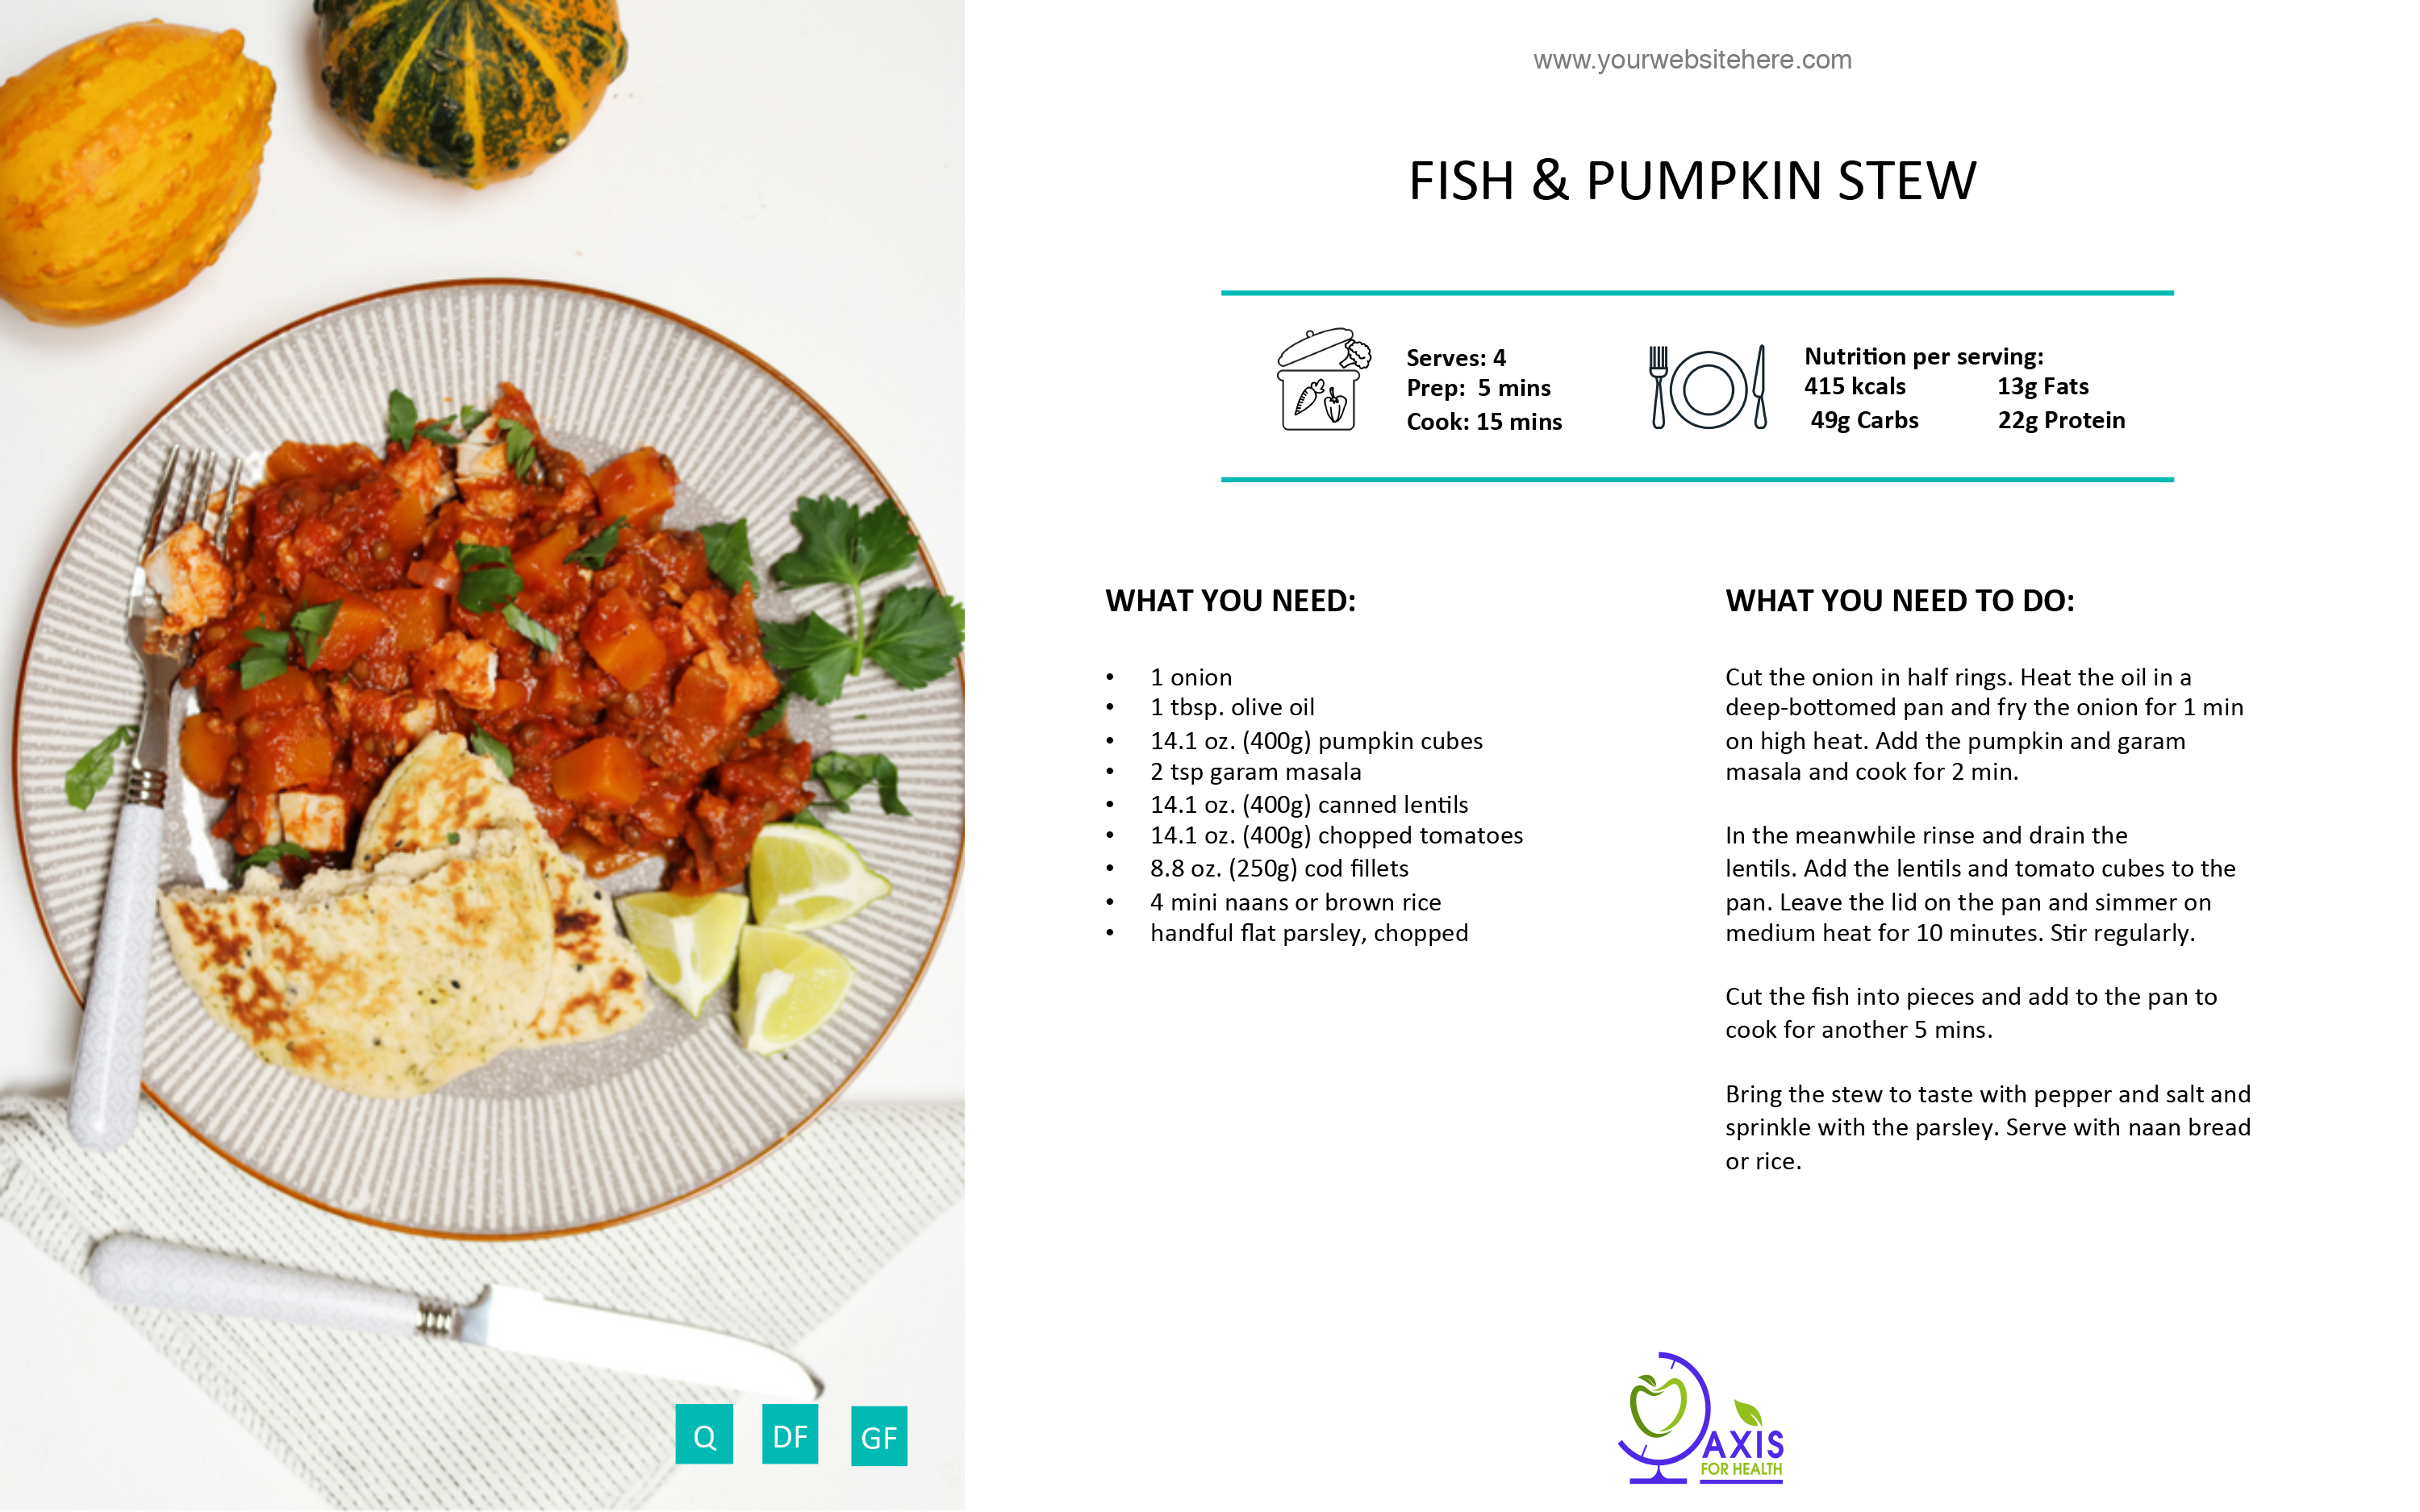 www.yourwebsitehere.com
FISH & PUMPKIN STEW
Serves: 4
Prep: 5 mins
Cook: 15 mins
Nutrition per serving:
415 kcals 13g Fats
49g Carbs 22g Protein
WHAT YOU NEED:
• 1 onion
• 1 tbsp. olive oil
• 14.1 oz. (400g) pumpkin cubes
• 2 tsp garam masala
• 14.1 oz. (400g) canned lentils
• 14.1 oz. (400g) chopped tomatoes
• 8.8 oz. (250g) cod fillets
• 4 mini naans or brown rice
• handful flat parsley, chopped
WHAT YOU NEED TO DO:
Cut the onion in half rings. Heat the oil in a
deep-bottomed pan and fry the onion for 1 min
on high heat. Add the pumpkin and garam
masala and cook for 2 min.
In the meanwhile rinse and drain the
lentils. Add the lentils and tomato cubes to the
pan. Leave the lid on the pan and simmer on
medium heat for 10 minutes. Stir regularly.
Cut the fish into pieces and add to the pan to
cook for another 5 mins.
Bring the stew to taste with pepper and salt and
sprinkle with the parsley. Serve with naan bread
or rice.
Q DF GF
AXIS
FOR HEALTH